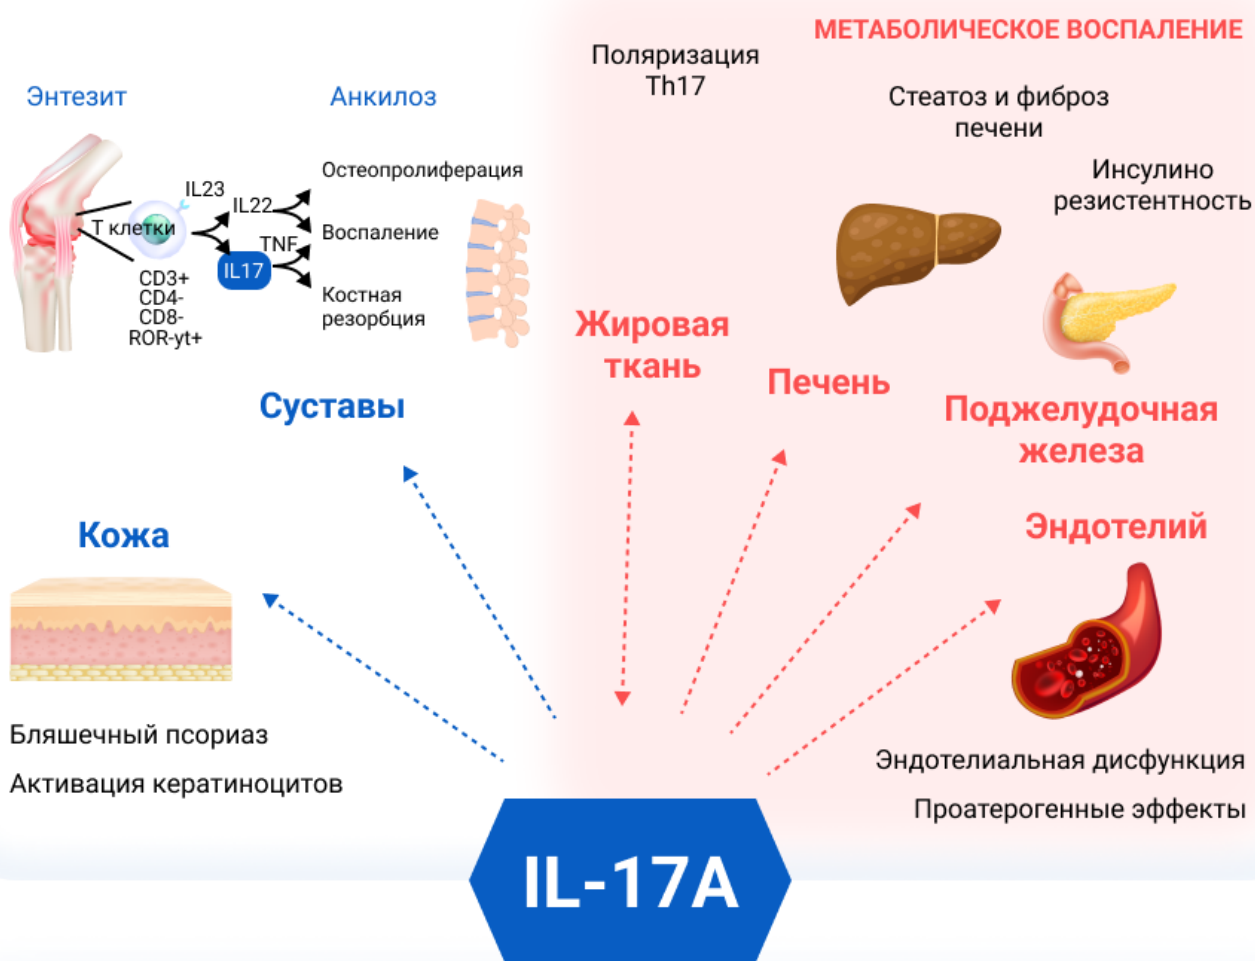 МЕТАБОЛИЧЕСКОЕ ВОСПАЛЕНИЕ
Поляризация
Th17
Энтезит
Анкилоз
Стеатоз и фиброз
печени
Инсулино
резистентность
Остеопролиферация
IL23
IL22
Т клетки
Воспаление
TNF
IL17
CD3+
CD4-
CD8-
ROR-yt+
Костная
резорбция
Жировая
ткань
Печень
Суставы
Поджелудочная
железа
Кожа
Эндотелий
Бляшечный псориаз
Активация кератиноцитов
Эндотелиальная дисфункция
Проатерогенные эффекты
IL-17A